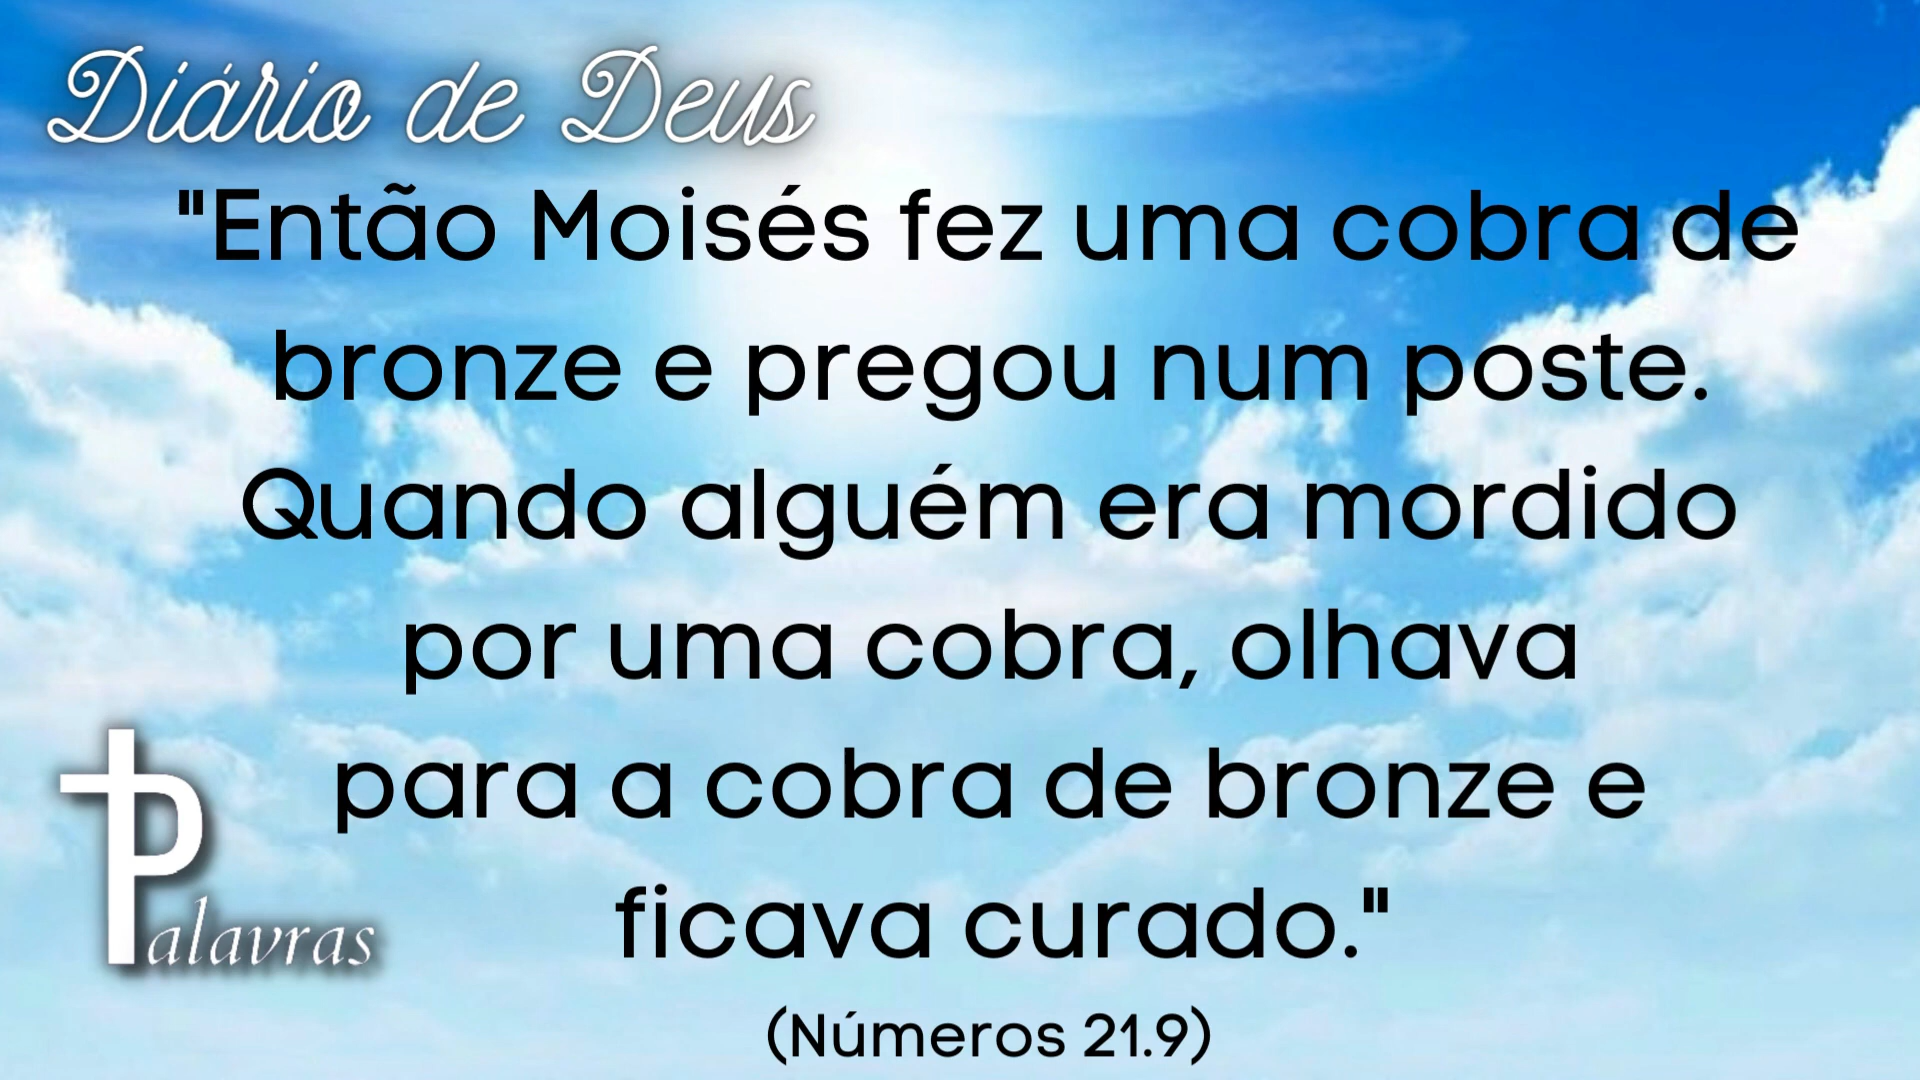 Diário de Deus
"Então Moisés fez uma cobra de
bronze e pregou num poste.
Quando alguém era mordido
por uma cobra, olhava
para a cobra de bronze e
ficava curado."
Palavras
(Números 21.9)